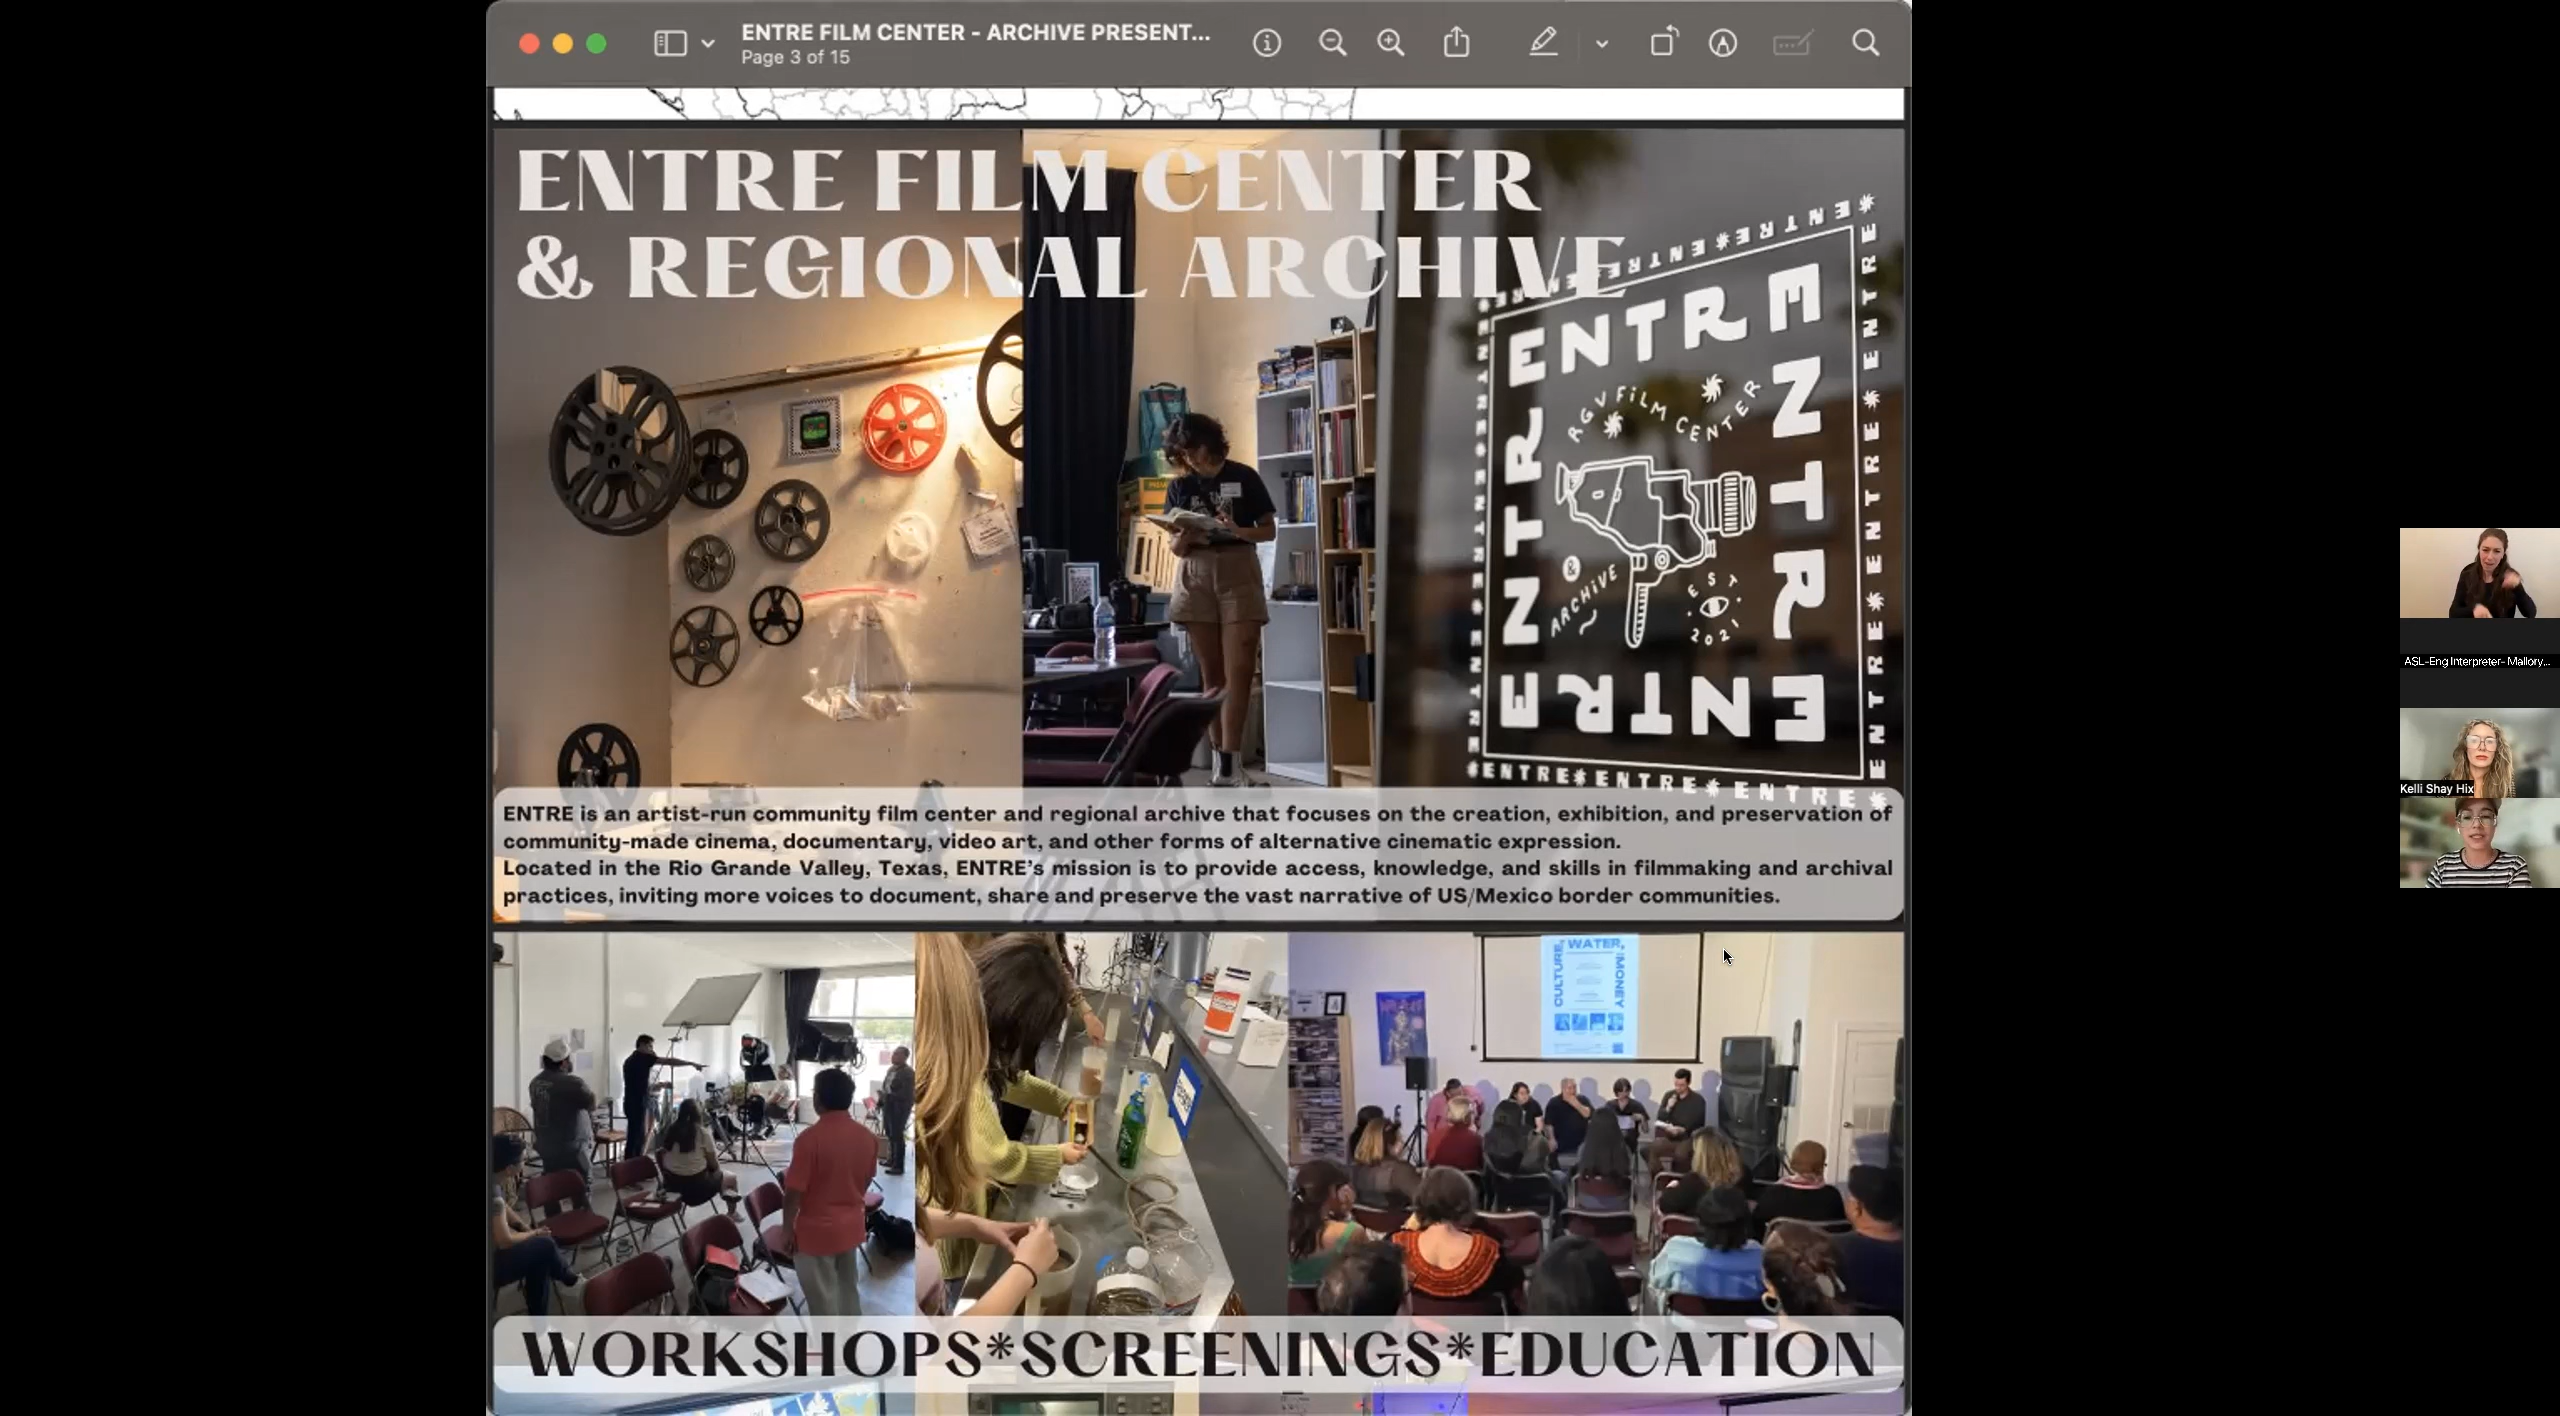 ENTRE FILM CENTER - ARCHIVE PRESENT...
Page 3 of 15
ENTRE FILM CENTER
& REGIONAL ARCHIVE
ENTRE
ENTRE
ENTRE
ENTRE
RGV FILM CENTER
& ARCHIVE
EST
2021
*ENTRE*ENTRE*ENTRE*
ENTRE is an artist-run community film center and regional archive that focuses on the creation, exhibition, and preservation of
community-made cinema, documentary, video art, and other forms of alternative cinematic expression.
Located in the Rio Grande Valley, Texas, ENTRE's mission is to provide access, knowledge, and skills in filmmaking and archival
practices, inviting more voices to document, share and preserve the vast narrative of US/Mexico border communities.
CULTURE, WATER, MONEY
WORKSHOPS*SCREENINGS*EDUCATION
ASL-Eng Interpreter- Mallory...
Kelli Shay Hix